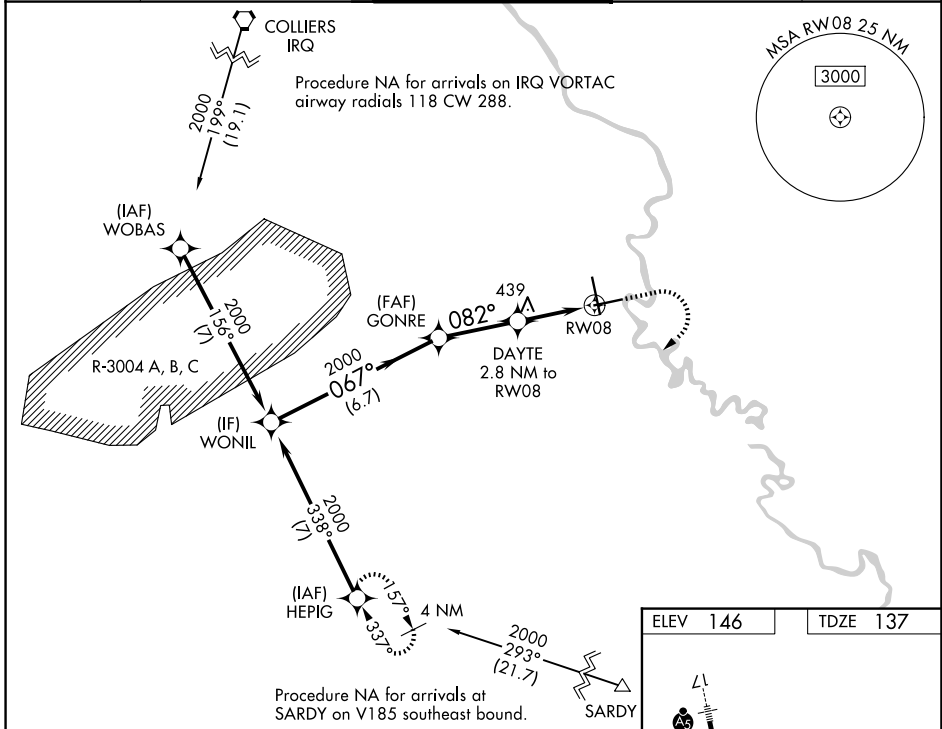 COLLIERS
IRQ
MSA RW08 25 NM
3000
Procedure NA for arrivals on IRQ VORTAC
airway radials 118 CW 288.
2000
199°
(19.1)
(IAF)
WOBAS
2000
156°
(7)
R-3004 A, B, C
(FAF)
GONRE
082°
439
RW08
DAYTE
2.8 NM to
RW08
2000
067°
(6.7)
(IF)
WONIL
2000
338°
(7)
(IAF)
HEPIG
157°
337°
4 NM
2000
293°
(21.7)
SARDY
Procedure NA for arrivals at
SARDY on V185 southeast bound.
ELEV 146
TDZE 137
17
A5